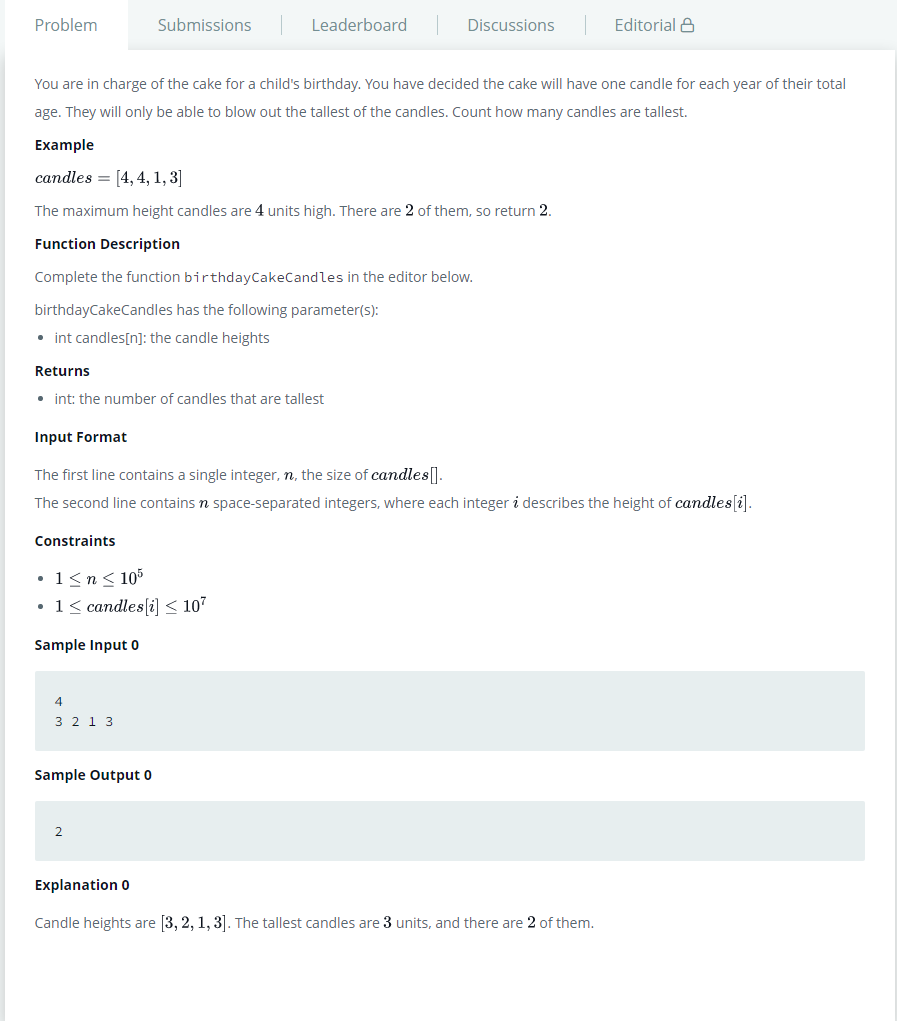 Problem
Submissions
Leaderboard
Discussions
Editorial
You are in charge of the cake for a child's birthday. You have decided the cake will have one candle for each year of their total
age. They will only be able to blow out the tallest of the candles. Count how many candles are tallest.
Example
candles = [4, 4, 1, 3]
The maximum height candles are 4 units high. There are 2 of them, so return 2.
Function Description
Complete the function birthdayCakeCandles in the editor below.
birthdayCakeCandles has the following parameter(s):
• int candles[n]: the candle heights
Returns
• int: the number of candles that are tallest
Input Format
The first line contains a single integer, n, the size of candles[].
The second line contains n space-separated integers, where each integer i describes the height of candles[i].
Constraints
• 1 ≤ n ≤ 10⁵
• 1 ≤ candles[i] ≤ 10⁷
Sample Input 0
4
3 2 1 3
Sample Output 0
2
Explanation 0
Candle heights are [3, 2, 1, 3]. The tallest candles are 3 units, and there are 2 of them.